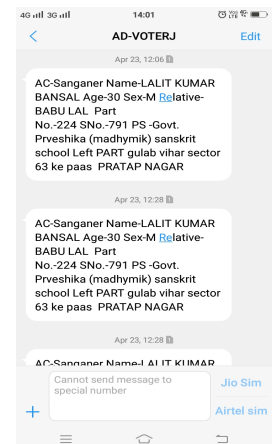 4G 3G 14:01
AD-VOTERJ Edit
Apr 23, 12:06
AC-Sanganer Name-LALIT KUMAR
BANSAL Age-30 Sex-M Relative-
BABU LAL Part
No.-224 SNo.-791 PS -Govt.
Prveshika (madhymik) sanskrit
school Left PART gulab vihar sector
63 ke paas PRATAP NAGAR
Apr 23, 12:28
AC-Sanganer Name-LALIT KUMAR
BANSAL Age-30 Sex-M Relative-
BABU LAL Part
No.-224 SNo.-791 PS -Govt.
Prveshika (madhymik) sanskrit
school Left PART gulab vihar sector
63 ke paas PRATAP NAGAR
Apr 23, 12:28
AC-Sanganer Name-LALIT KUMAR
Cannot send message to
special number
Jio Sim
Airtel sim